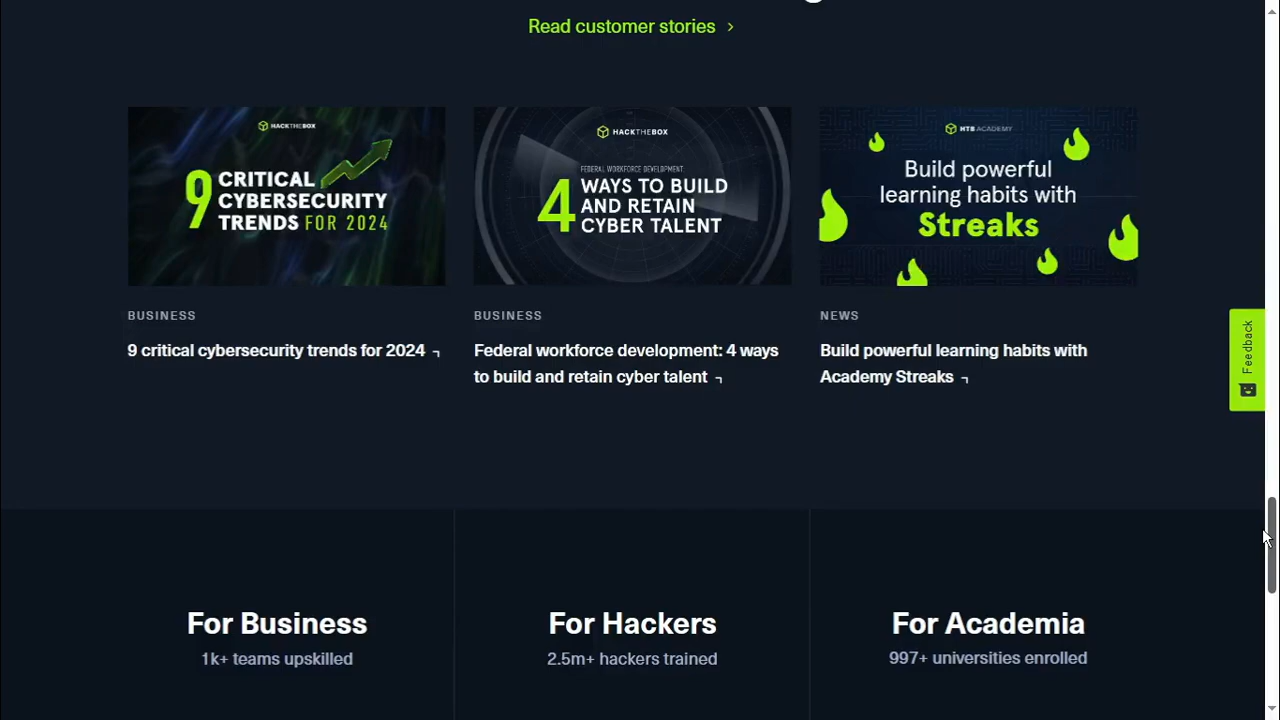 Read customer stories
HACKTHEBOX
9 CRITICAL
CYBERSECURITY
TRENDS FOR 2024
HACKTHEBOX
FEDERAL WORKFORCE DEVELOPMENT:
4 WAYS TO BUILD
AND RETAIN
CYBER TALENT
HTB ACADEMY
Build powerful
learning habits with
Streaks
BUSINESS
9 critical cybersecurity trends for 2024
BUSINESS
Federal workforce development: 4 ways
to build and retain cyber talent
NEWS
Build powerful learning habits with
Academy Streaks
Feedback
For Business
1k+ teams upskilled
For Hackers
2.5m+ hackers trained
For Academia
997+ universities enrolled